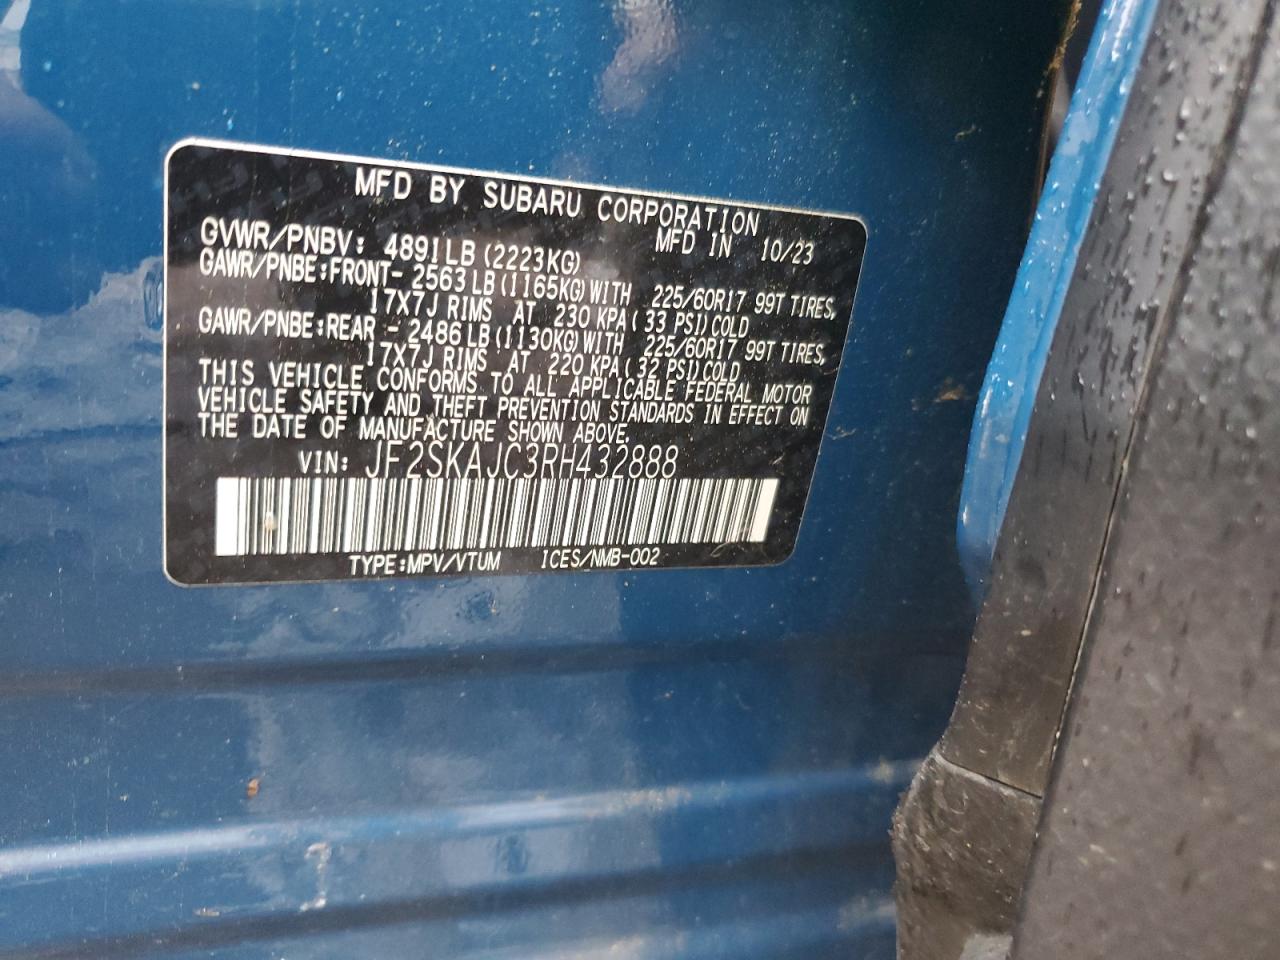 MFD BY SUBARU CORPORATION
GVWR/PNBV: 4891LB (2223KG) MFD IN 10/23
GAWR/PNBE:FRONT- 2563 LB (1165KG) WITH 225/60R17 99T TIRES,
17X7J RIMS AT 230 KPA ( 33 PSI) COLD
GAWR/PNBE:REAR - 2486 LB (1130KG) WITH 225/60R17 99T TIRES,
17X7J RIMS AT 220 KPA ( 32 PSI) COLD
THIS VEHICLE CONFORMS TO ALL APPLICABLE FEDERAL MOTOR
VEHICLE SAFETY AND THEFT PREVENTION STANDARDS IN EFFECT ON
THE DATE OF MANUFACTURE SHOWN ABOVE.
VIN: JF2SKAJC3RH432888
TYPE:MPV/VTUM ICES/NMB-002